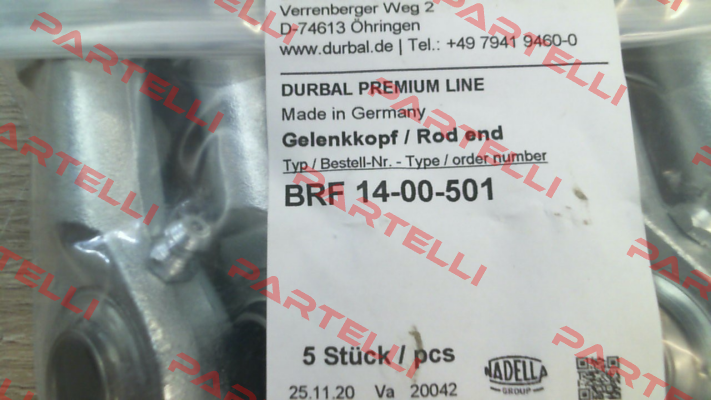 Verrenberger Weg 2
D-74613 Öhringen
www.durbal.de | Tel.: +49 7941 9460-0
DURBAL PREMIUM LINE
Made in Germany
Gelenkkopf / Rod end
Typ / Bestell-Nr. - Type / order number
BRF 14-00-501
5 Stück / pcs
25.11.20 Va 20042
NADELLA
GROUP
PARTELLI
PARTELLI
PARTELLI
PARTELLI
PARTELLI
PARTELLI
PARTELLI
PARTELLI
PARTELLI